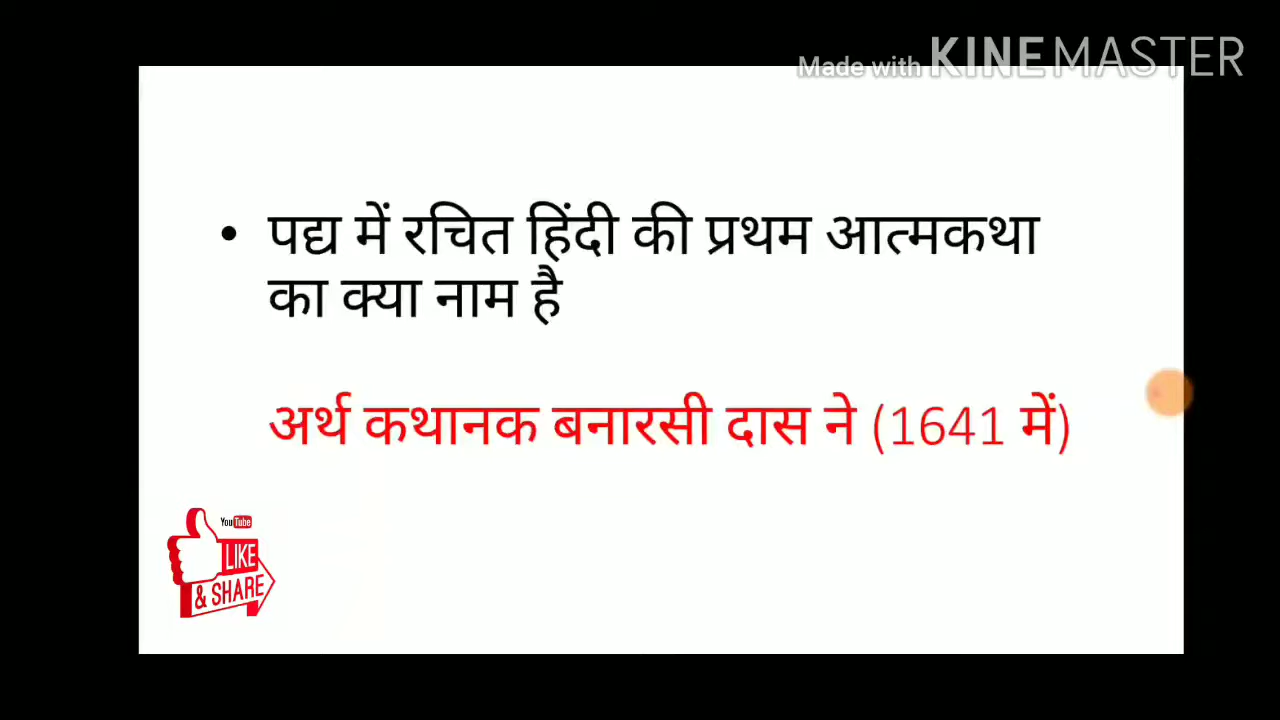 Made with KINEMASTER
• पद्य में रचित हिंदी की प्रथम आत्मकथा
का क्या नाम है
अर्थ कथानक बनारसी दास ने (1641 में)
YouTube
LIKE
& SHARE